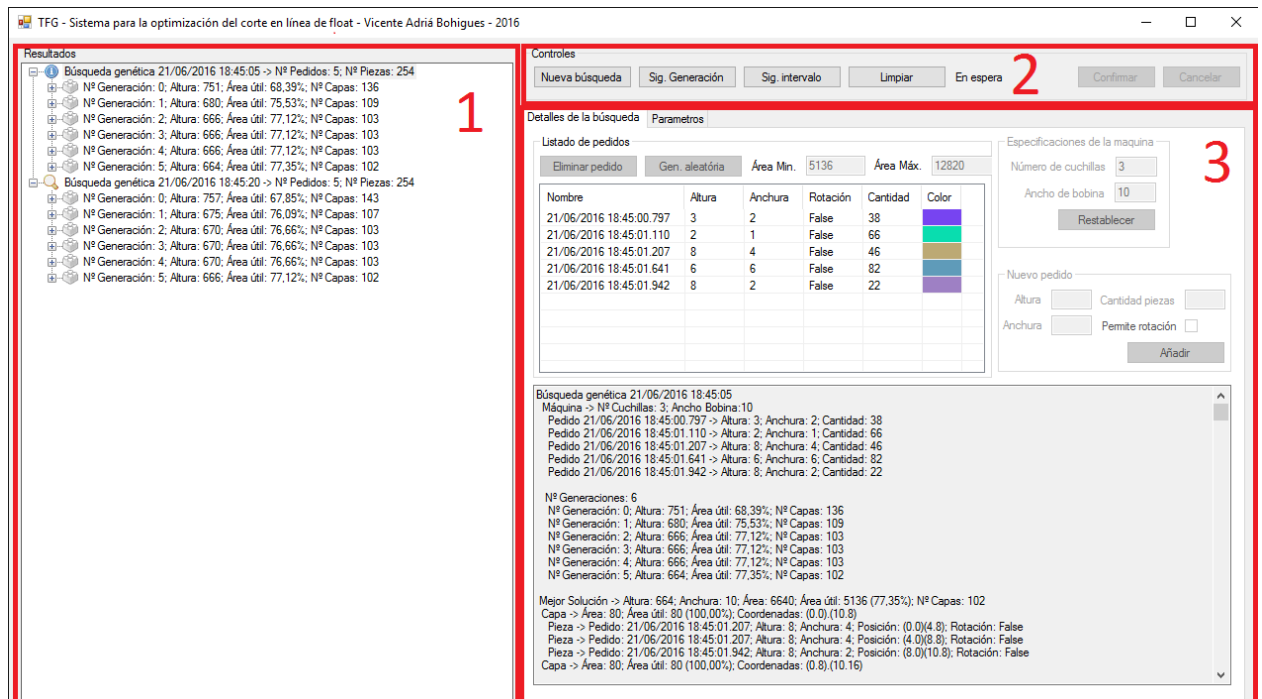 TFG - Sistema para la optimización del corte en línea de float - Vicente Adriá Bohigues - 2016
Resultados
Búsqueda genética 21/06/2016 18:45:05 -> Nº Pedidos: 5; Nº Piezas: 254
Nº Generación: 0; Altura: 751; Área útil: 68,39%; Nº Capas: 136
Nº Generación: 1; Altura: 680; Área útil: 75,53%; Nº Capas: 109
Nº Generación: 2; Altura: 666; Área útil: 77,12%; Nº Capas: 103
Nº Generación: 3; Altura: 666; Área útil: 77,12%; Nº Capas: 103
Nº Generación: 4; Altura: 666; Área útil: 77,12%; Nº Capas: 103
Nº Generación: 5; Altura: 664; Área útil: 77,35%; Nº Capas: 102
Búsqueda genética 21/06/2016 18:45:20 -> Nº Pedidos: 5; Nº Piezas: 254
Nº Generación: 0; Altura: 757; Área útil: 67,85%; Nº Capas: 143
Nº Generación: 1; Altura: 675; Área útil: 76,09%; Nº Capas: 107
Nº Generación: 2; Altura: 670; Área útil: 76,66%; Nº Capas: 103
Nº Generación: 3; Altura: 670; Área útil: 76,66%; Nº Capas: 103
Nº Generación: 4; Altura: 670; Área útil: 76,66%; Nº Capas: 103
Nº Generación: 5; Altura: 666; Área útil: 77,12%; Nº Capas: 102
1
Controles
Nueva búsqueda Sig. Generación Sig. intervalo Limpiar En espera 2 Confirmar Cancelar
Detalles de la búsqueda Parametros
Listado de pedidos
Eliminar pedido Gen. aleatória Área Min. 5136 Área Máx. 12820
Nombre Altura Anchura Rotación Cantidad Color
21/06/2016 18:45:00.797 3 2 False 38
21/06/2016 18:45:01.110 2 1 False 66
21/06/2016 18:45:01.207 8 4 False 46
21/06/2016 18:45:01.641 6 6 False 82
21/06/2016 18:45:01.942 8 2 False 22
Especificaciones de la maquina
Número de cuchillas 3
Ancho de bobina 10
Restablecer
3
Nuevo pedido
Altura Cantidad piezas
Anchura Permite rotación
Añadir
Búsqueda genética 21/06/2016 18:45:05
Máquina -> Nº Cuchillas: 3; Ancho Bobina:10
Pedido 21/06/2016 18:45:00.797 -> Altura: 3; Anchura: 2; Cantidad: 38
Pedido 21/06/2016 18:45:01.110 -> Altura: 2; Anchura: 1; Cantidad: 66
Pedido 21/06/2016 18:45:01.207 -> Altura: 8; Anchura: 4; Cantidad: 46
Pedido 21/06/2016 18:45:01.641 -> Altura: 6; Anchura: 6; Cantidad: 82
Pedido 21/06/2016 18:45:01.942 -> Altura: 8; Anchura: 2; Cantidad: 22
Nº Generaciones: 6
Nº Generación: 0; Altura: 751; Área útil: 68,39%; Nº Capas: 136
Nº Generación: 1; Altura: 680; Área útil: 75,53%; Nº Capas: 109
Nº Generación: 2; Altura: 666; Área útil: 77,12%; Nº Capas: 103
Nº Generación: 3; Altura: 666; Área útil: 77,12%; Nº Capas: 103
Nº Generación: 4; Altura: 666; Área útil: 77,12%; Nº Capas: 103
Nº Generación: 5; Altura: 664; Área útil: 77,35%; Nº Capas: 102
Mejor Solución -> Altura: 664; Anchura: 10; Área: 6640; Área útil: 5136 (77,35%); Nº Capas: 102
Capa -> Área: 80; Área útil: 80 (100,00%); Coordenadas: (0.0).(10.8)
Pieza -> Pedido: 21/06/2016 18:45:01.207; Altura: 8; Anchura: 4; Posición: (0.0)(4.8); Rotación: False
Pieza -> Pedido: 21/06/2016 18:45:01.207; Altura: 8; Anchura: 4; Posición: (4.0)(8.8); Rotación: False
Pieza -> Pedido: 21/06/2016 18:45:01.942; Altura: 8; Anchura: 2; Posición: (8.0)(10.8); Rotación: False
Capa -> Área: 80; Área útil: 80 (100,00%); Coordenadas: (0.8).(10.16)